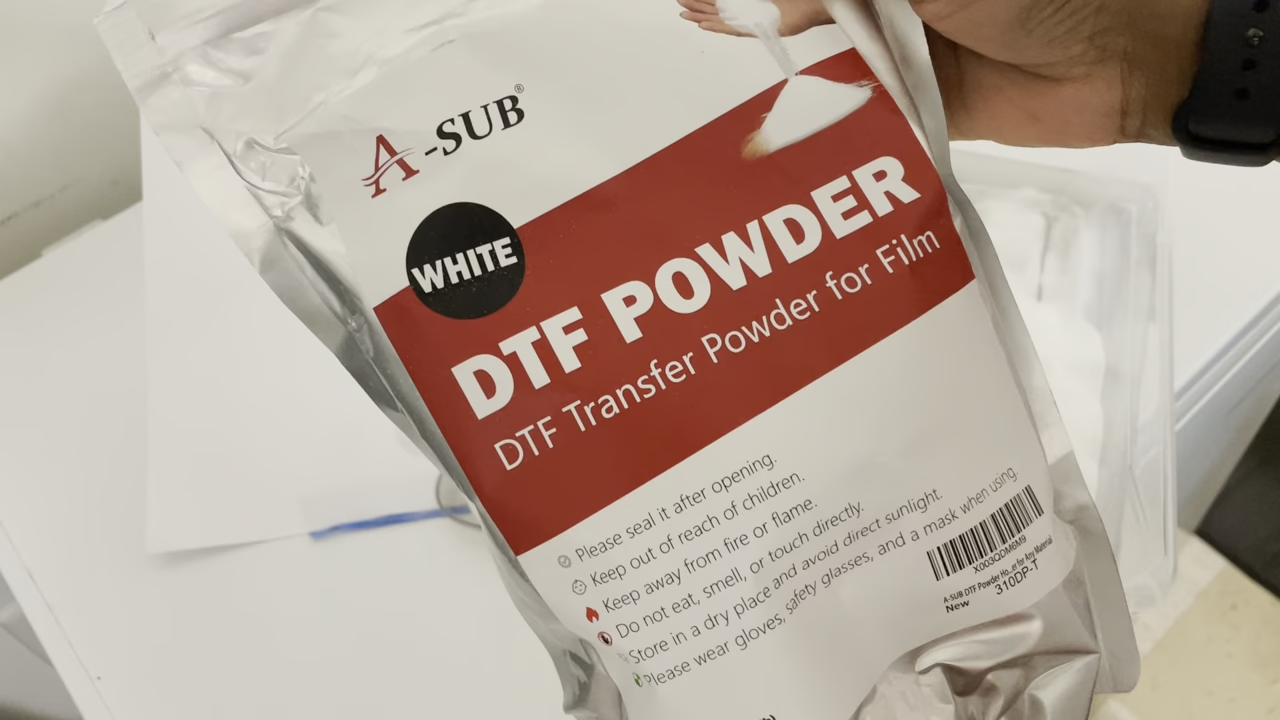 A-SUB®
WHITE
DTF POWDER
DTF Transfer Powder for Film
Please seal it after opening.
Keep out of reach of children.
Keep away from fire or flame.
Do not eat, smell, or touch directly.
Store in a dry place and avoid direct sunlight.
Please wear gloves, safety glasses, and a mask when using.
X003QDM6M9
A-SUB DTF Powder Ho...er for Any Material
New
310DP-T